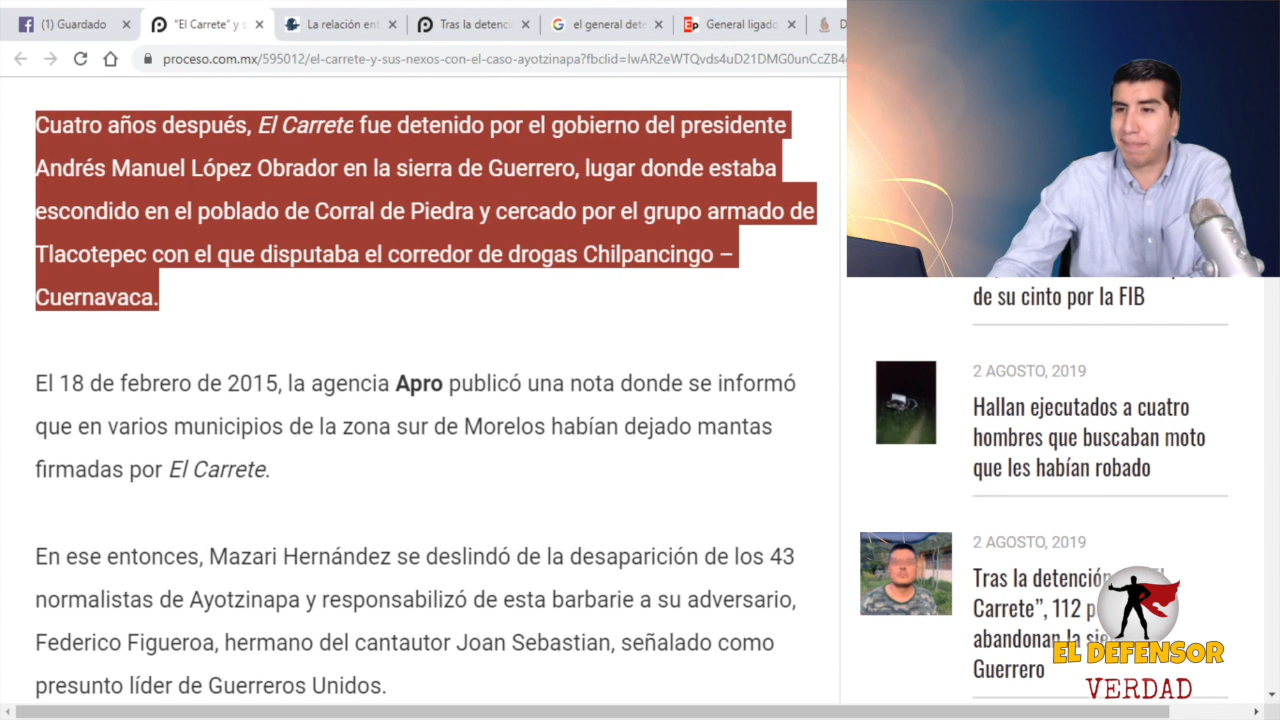 (1) Guardado
"El Carrete" y s
La relación ent
Tras la detenci
el general dete
Ep General ligado
D
proceso.com.mx/595012/el-carrete-y-sus-nexos-con-el-caso-ayotzinapa?fbclid=IwAR2eWTQvds4uD21DMG0unCcZB4
Cuatro años después, El Carrete fue detenido por el gobierno del presidente
Andrés Manuel López Obrador en la sierra de Guerrero, lugar donde estaba
escondido en el poblado de Corral de Piedra y cercado por el grupo armado de
Tlacotepec con el que disputaba el corredor de drogas Chilpancingo –
Cuernavaca.
El 18 de febrero de 2015, la agencia Apro publicó una nota donde se informó
que en varios municipios de la zona sur de Morelos habían dejado mantas
firmadas por El Carrete.
En ese entonces, Mazari Hernández se deslindó de la desaparición de los 43
normalistas de Ayotzinapa y responsabilizó de esta barbarie a su adversario,
Federico Figueroa, hermano del cantautor Joan Sebastian, señalado como
presunto líder de Guerreros Unidos.
de su cinto por la FIB
2 AGOSTO, 2019
Hallan ejecutados a cuatro
hombres que buscaban moto
que les habían robado
2 AGOSTO, 2019
Tras la detención
Carrete", 112 p
abandonan la sie
Guerrero
EL DEFENSOR
VERDAD